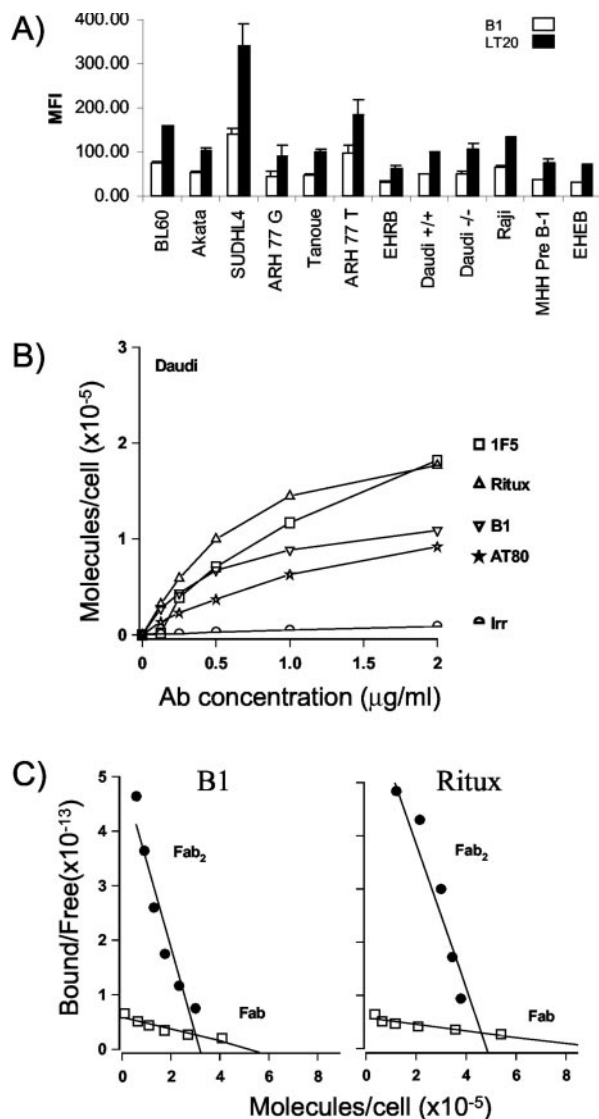 A)
B1
LT20
400.00
300.00
200.00
100.00
0.00
MFI
BL60
Akata
SUDHL4
ARH 77 G
Tanoue
ARH 77 T
EHRB
Daudi +/+
Daudi -/-
Raji
MHH Pre B-1
EHEB
B)
Daudi
3
2
1
0
Molecules/cell (x10⁻⁵)
1F5
Ritux
B1
AT80
Irr
0 0.5 1.0 1.5 2
Ab concentration (µg/ml)
C)
B1 Ritux
5
4
3
2
1
0
Bound/Free(x10⁻¹³)
Fab₂ Fab₂
Fab Fab
0 2 4 6 8 0 2 4 6 8
Molecules/cell (x10⁻⁵)